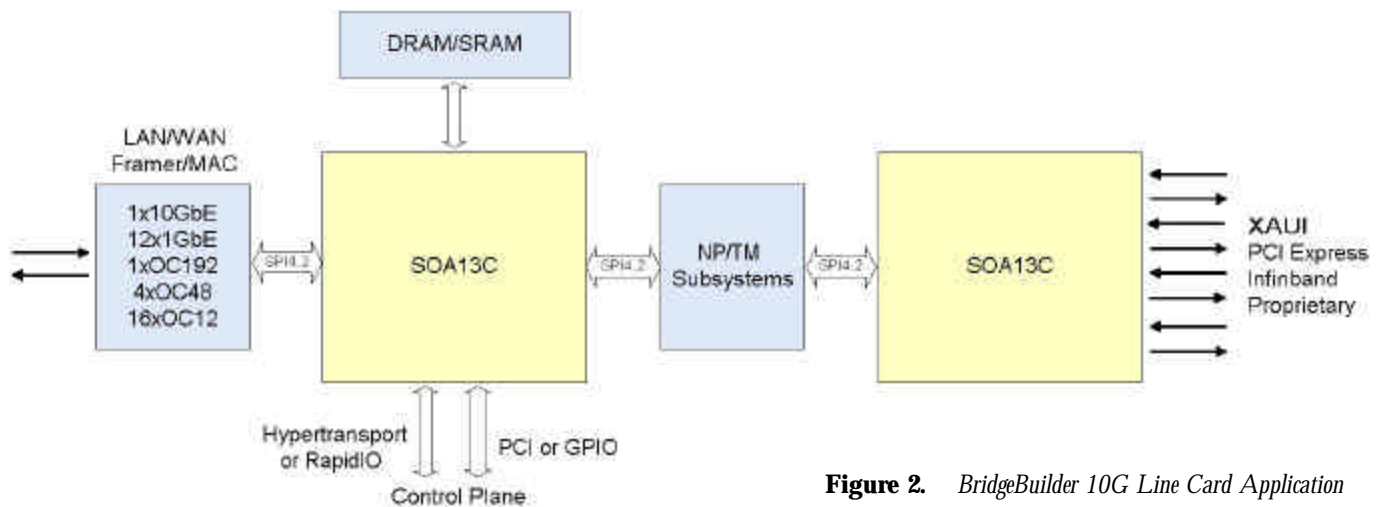 DRAM/SRAM
LAN/WAN
Framer/MAC
1x10GbE
12x1GbE
1xOC192
4xOC48
16xOC12
SPI4.2
SOA13C
SPI4.2
NP/TM
Subsystems
SPI4.2
SOA13C
XAUI
PCI Express
Infinband
Proprietary
Hypertransport
or RapidIO
PCI or GPIO
Control Plane
Figure 2. BridgeBuilder 10G Line Card Application